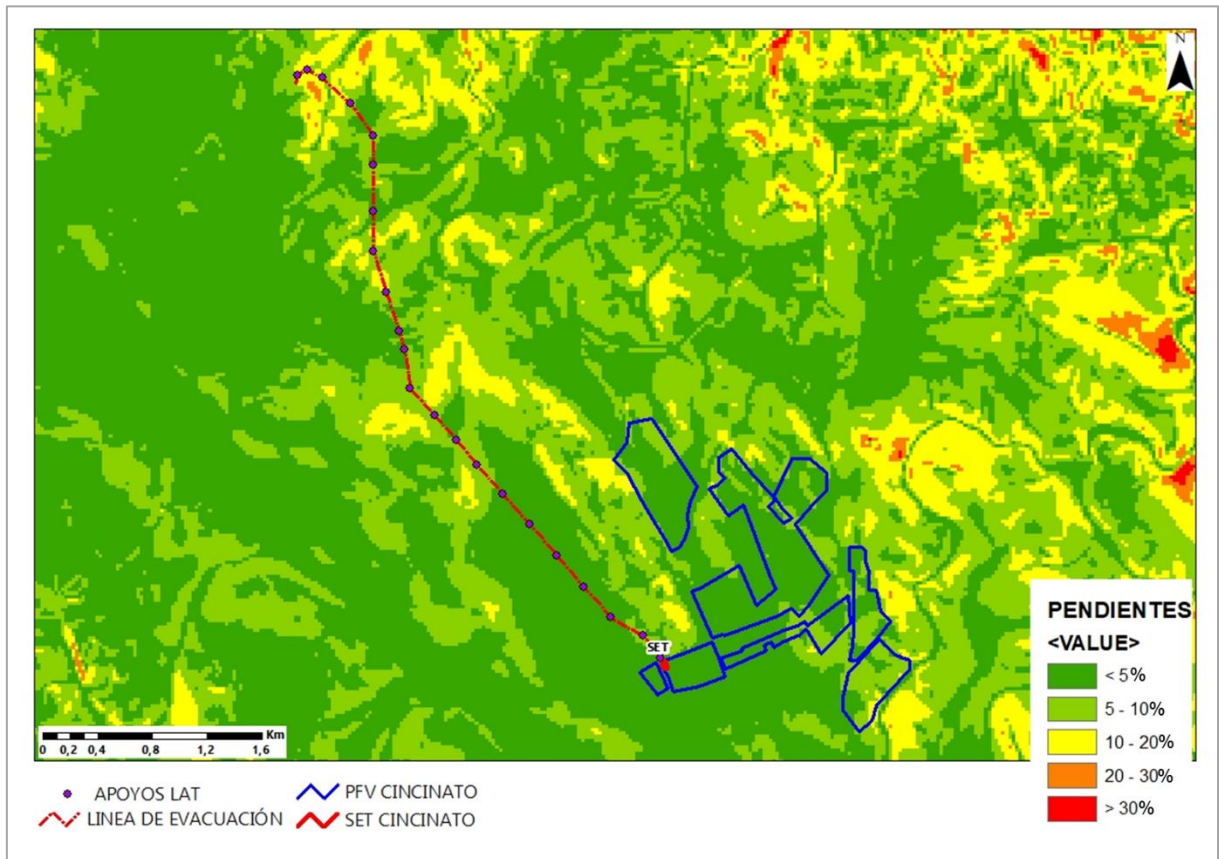 N
SET
PENDIENTES
<VALUE>
< 5%
5 - 10%
10 - 20%
20 - 30%
> 30%
Km
0 0,2 0,4 0,8 1,2 1,6
APOYOS LAT
PFV CINCINATO
LINEA DE EVACUACIÓN
SET CINCINATO